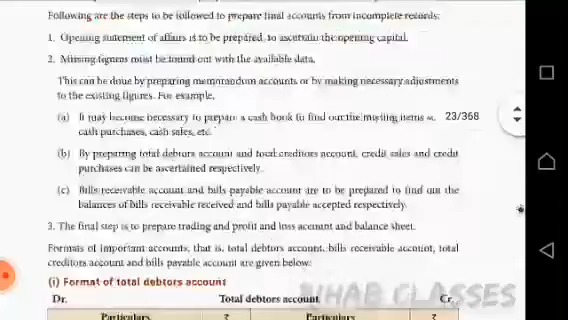 Following are the steps to be followed to prepare final accounts from incomplete records:
1. Opening statement of affairs is to be prepared to ascertain the opening capital.
2. Missing figures must be found out with the available data.
This can be done by preparing memorandum accounts or by making necessary adjustments
to the existing figures. For example,
(a) It may become necessary to prepare a cash book to find out the missing items
23/368
cash purchases, cash sales, etc.
(b) By preparing total debtors account and total creditors account, credit sales and credit
purchases can be ascertained respectively.
(c) Bills receivable account and bills payable account are to be prepared to find out the
balances of bills receivable received and bills payable accepted respectively.
3. The final step is to prepare trading and profit and loss account and balance sheet.
Formats of important accounts, that is, total debtors account, bills receivable account, total
creditors account and bills payable account are given below:
(i) Format of total debtors account
Dr. Total debtors account Cr.
CLASSES
Particulars ₹ Particulars ₹